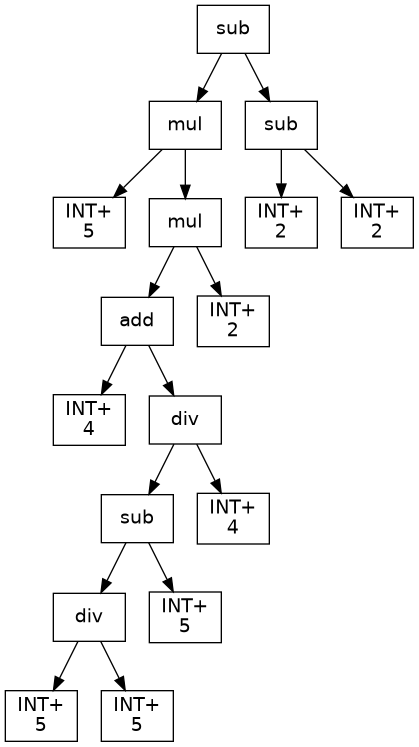 sub
mul
sub
INT+
5
mul
INT+
2
INT+
2
add
INT+
2
INT+
4
div
sub
INT+
4
div
INT+
5
INT+
5
INT+
5